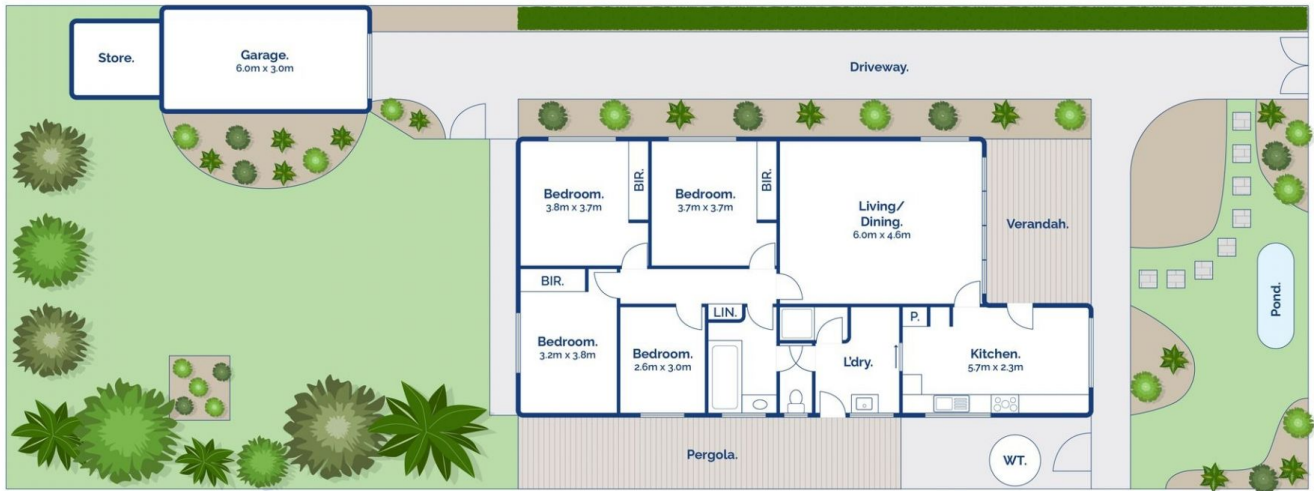 Store.
Garage.
6.0m x 3.0m
Driveway.
Bedroom.
3.8m x 3.7m
BIR.
Bedroom.
3.7m x 3.7m
BIR.
Living/
Dining.
6.0m x 4.6m
Verandah.
BIR.
Bedroom.
3.2m x 3.8m
Bedroom.
2.6m x 3.0m
LIN.
L'dry.
P.
Kitchen.
5.7m x 2.3m
Pond.
Pergola.
WT.